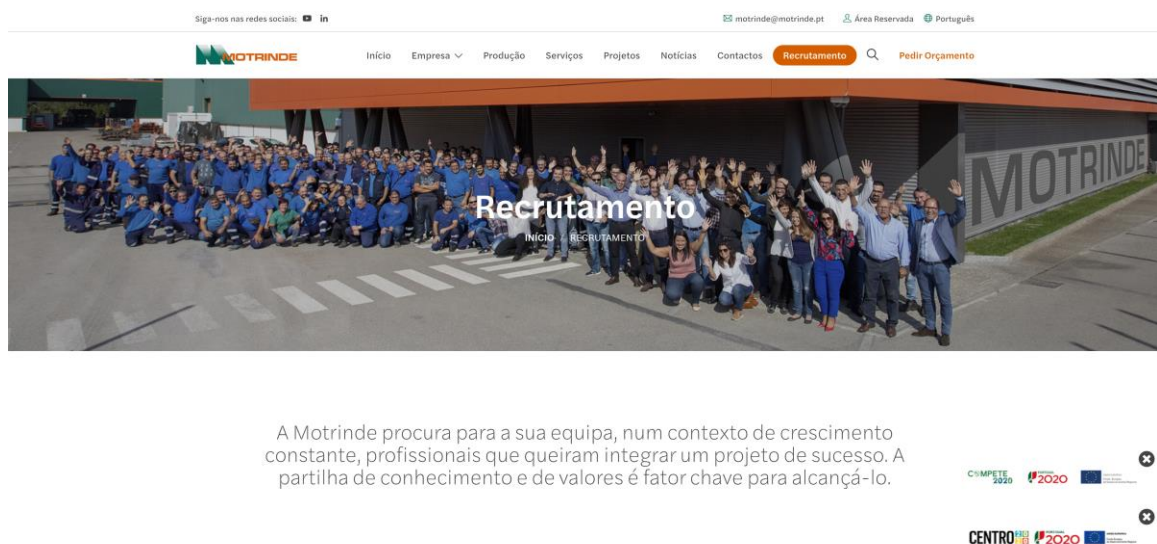 Siga-nos nas redes sociais: in
motrinde@motrinde.pt Área Reservada Português
MOTRINDE
Início Empresa Produção Serviços Projetos Notícias Contactos Recrutamento Pedir Orçamento
MOTRINDE
Recrutamento
INÍCIO / RECRUTAMENTO
A Motrinde procura para a sua equipa, num contexto de crescimento
constante, profissionais que queiram integrar um projeto de sucesso. A
partilha de conhecimento e de valores é fator chave para alcançá-lo.
COMPETE
2020
PORTUGAL
2020
CENTRO
2020